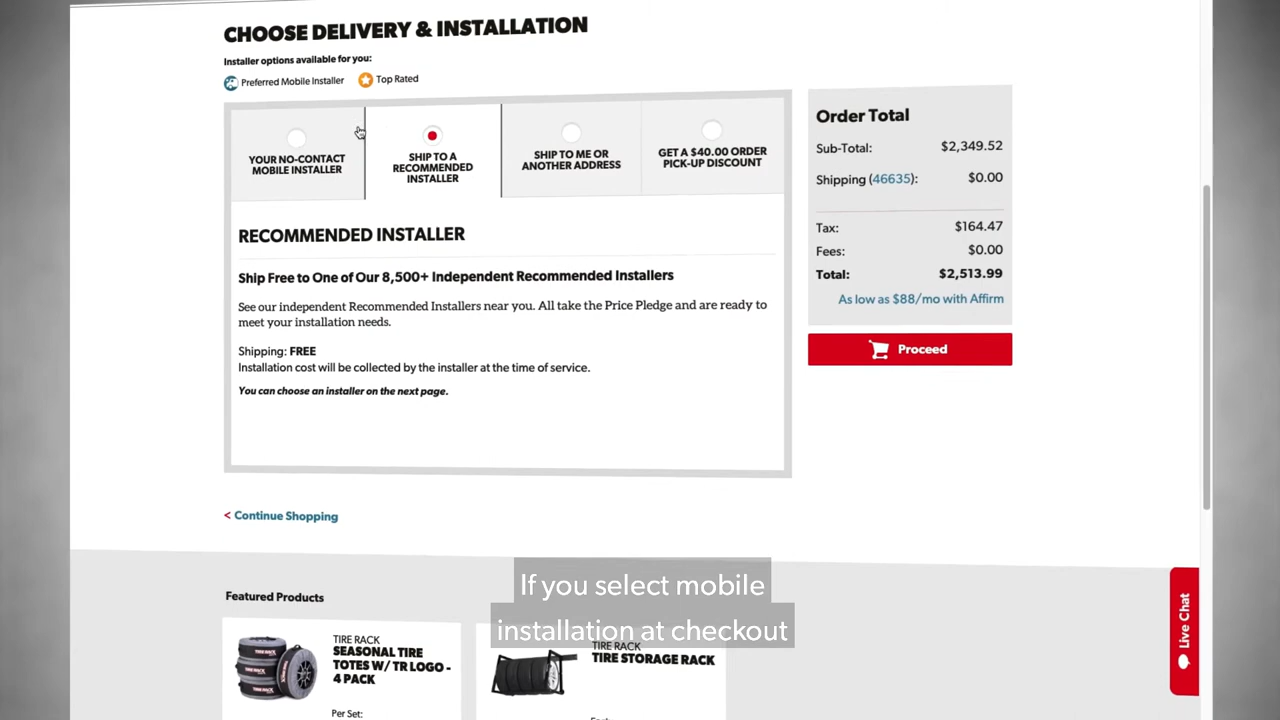 CHOOSE DELIVERY & INSTALLATION
Installer options available for you:
Preferred Mobile Installer
Top Rated
YOUR NO-CONTACT
MOBILE INSTALLER
SHIP TO A
RECOMMENDED
INSTALLER
SHIP TO ME OR
ANOTHER ADDRESS
GET A $40.00 ORDER
PICK-UP DISCOUNT
RECOMMENDED INSTALLER
Ship Free to One of Our 8,500+ Independent Recommended Installers
See our independent Recommended Installers near you. All take the Price Pledge and are ready to
meet your installation needs.
Shipping: FREE
Installation cost will be collected by the installer at the time of service.
You can choose an installer on the next page.
Order Total
Sub-Total: $2,349.52
Shipping (46635): $0.00
Tax: $164.47
Fees: $0.00
Total: $2,513.99
As low as $88/mo with Affirm
Proceed
< Continue Shopping
If you select mobile
installation at checkout
Featured Products
TIRE RACK
SEASONAL TIRE
TOTES W/ TR LOGO -
4 PACK
Per Set:
TIRE RACK
TIRE STORAGE RACK
Live Chat